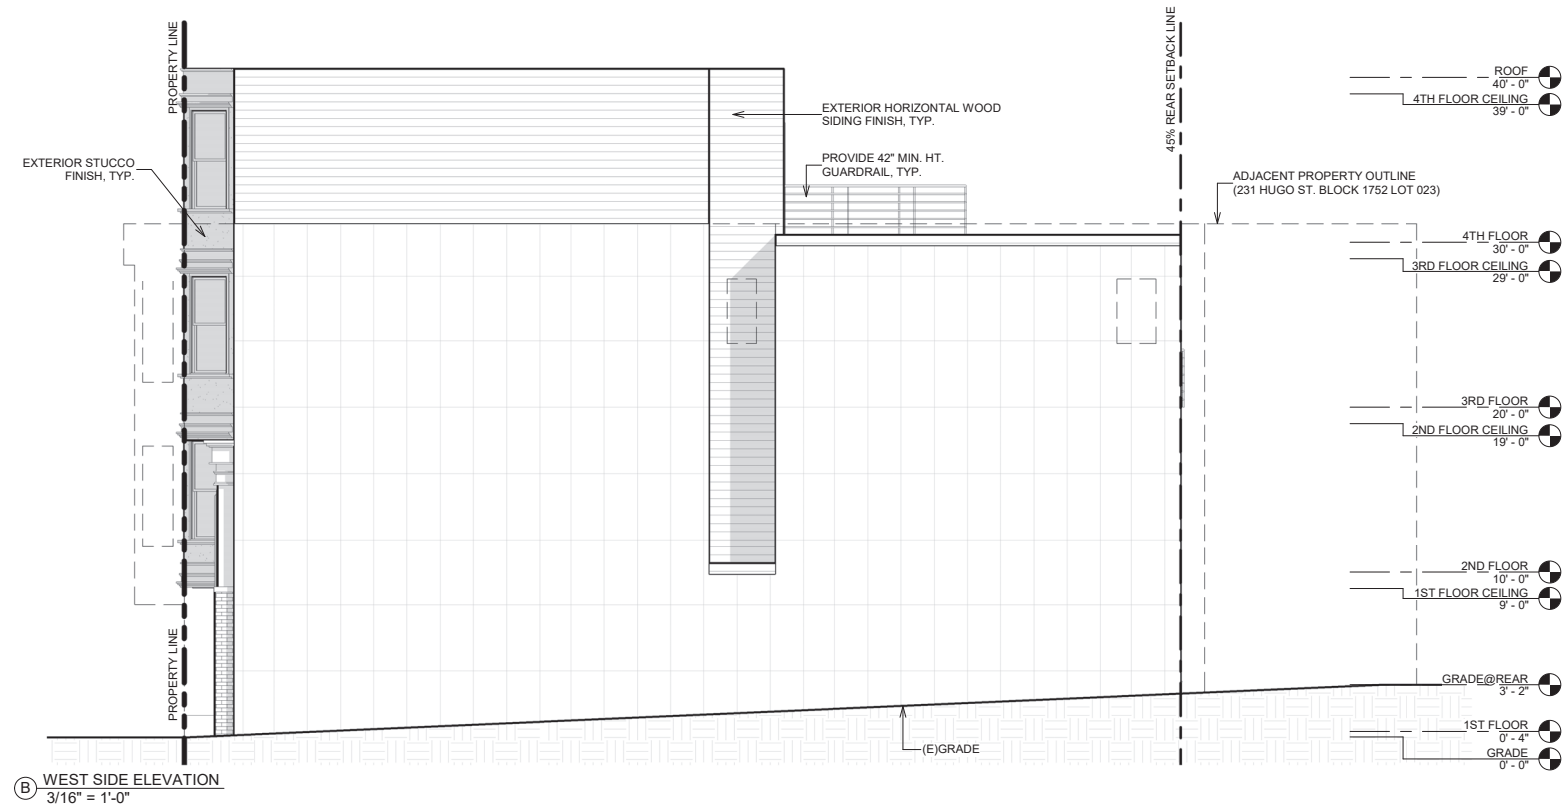 PROPERTY LINE
45% REAR SETBACK LINE
ROOF
40' - 0"
4TH FLOOR CEILING
39' - 0"
EXTERIOR HORIZONTAL WOOD
SIDING FINISH, TYP.
EXTERIOR STUCCO
FINISH, TYP.
PROVIDE 42" MIN. HT.
GUARDRAIL, TYP.
ADJACENT PROPERTY OUTLINE
(231 HUGO ST. BLOCK 1752 LOT 023)
4TH FLOOR
30' - 0"
3RD FLOOR CEILING
29' - 0"
3RD FLOOR
20' - 0"
2ND FLOOR CEILING
19' - 0"
2ND FLOOR
10' - 0"
1ST FLOOR CEILING
9' - 0"
PROPERTY LINE
GRADE@REAR
3' - 2"
1ST FLOOR
0' - 4"
(E)GRADE
GRADE
0' - 0"
B WEST SIDE ELEVATION
3/16" = 1'-0"